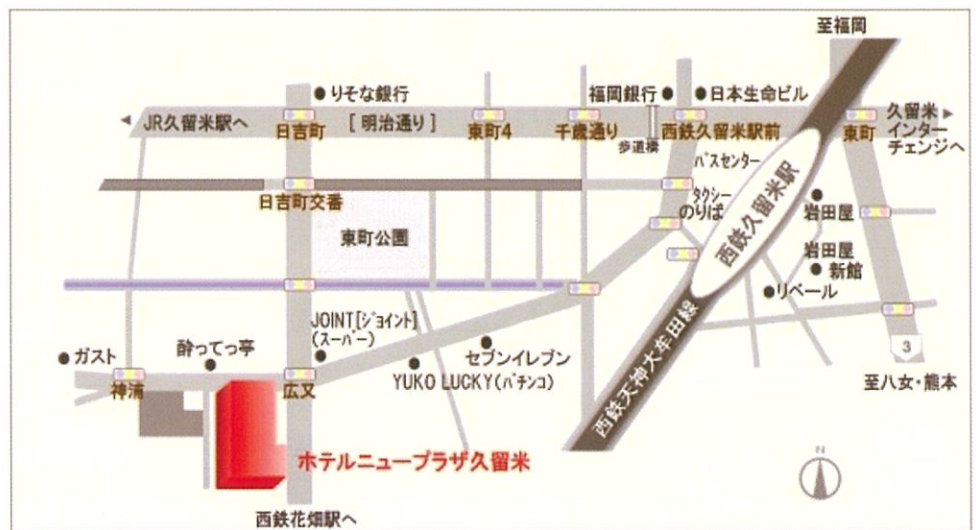 至福岡
りそな銀行
福岡銀行
日本生命ビル
JR久留米駅へ
日吉町
[ 明治通り ]
東町4
千歳通り
歩道橋
西鉄久留米駅前
東町
久留米
インター
チェンジへ
バスセンター
日吉町交番
タクシー
のりば
西鉄久留米駅
岩田屋
東町公園
岩田屋
新館
リベール
JOINT[ジョイント]
(スーパー)
セブンイレブン
YUKO LUCKY(パチンコ)
西鉄天神大牟田線
3
至八女・熊本
ガスト
酔ってっ亭
神浦
広又
ホテルニュープラザ久留米
N
西鉄花畑駅へ